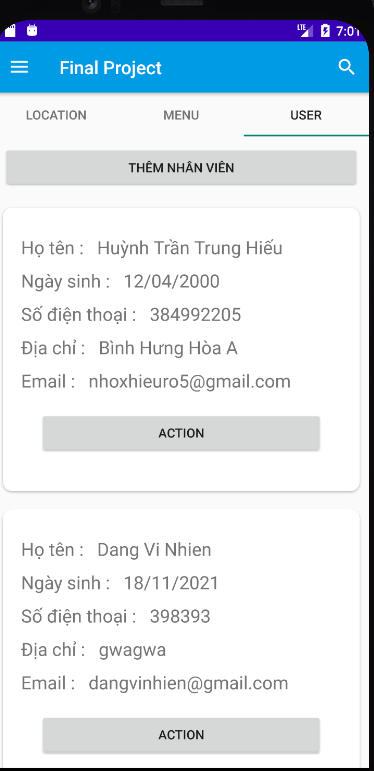 LTE 7:01
Final Project
LOCATION MENU USER
THÊM NHÂN VIÊN
Họ tên : Huỳnh Trần Trung Hiếu
Ngày sinh : 12/04/2000
Số điện thoại : 384992205
Địa chỉ : Bình Hưng Hòa A
Email : nhoxhieuro5@gmail.com
ACTION
Họ tên : Dang Vi Nhien
Ngày sinh : 18/11/2021
Số điện thoại : 398393
Địa chỉ : gwagwa
Email : dangvinhien@gmail.com
ACTION